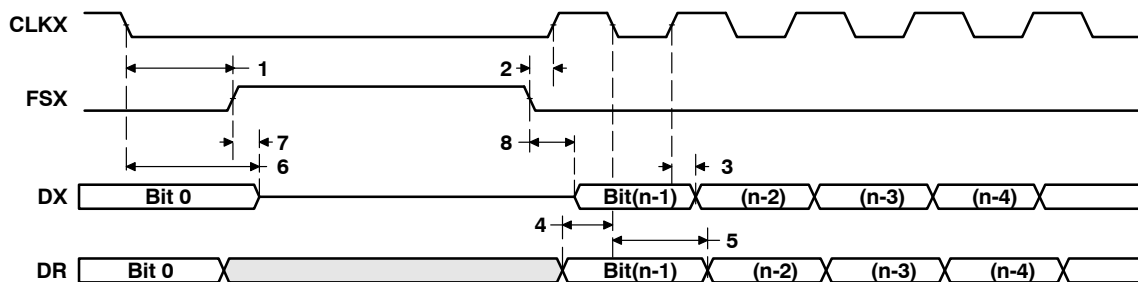 CLKX
1 2
FSX
7 8
6 3
DX Bit 0 Bit(n-1) (n-2) (n-3) (n-4)
4 5
DR Bit 0 Bit(n-1) (n-2) (n-3) (n-4)